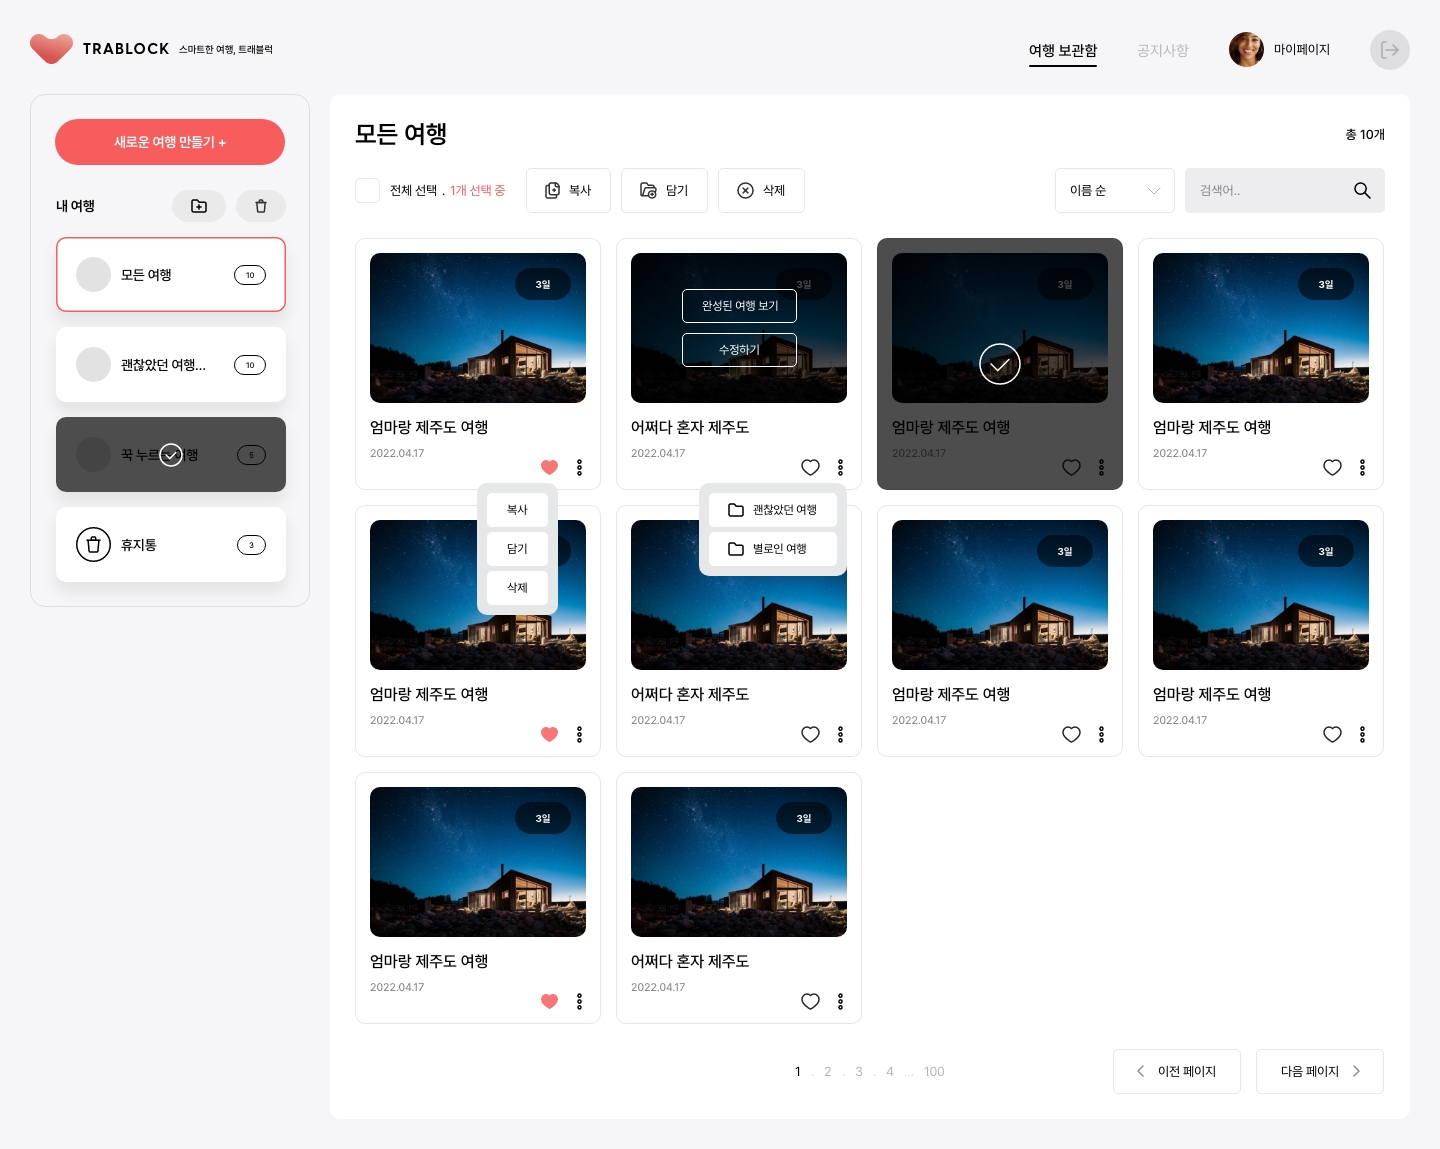 TRABLOCK 스마트한 여행, 트래블럭
여행 보관함
공지사항
마이페이지
새로운 여행 만들기 +
내 여행
모든 여행 10
괜찮았던 여행... 10
5
휴지통 3
모든 여행
총 10개
전체 선택 . 1개 선택 중
복사
담기
삭제
이름 순
검색어..
3일
엄마랑 제주도 여행
2022.04.17
3일
완성된 여행 보기
수정하기
어쩌다 혼자 제주도
2022.04.17
3일
엄마랑 제주도 여행
2022.04.17
3일
엄마랑 제주도 여행
2022.04.17
복사
담기
삭제
괜찮았던 여행
별로인 여행
엄마랑 제주도 여행
2022.04.17
어쩌다 혼자 제주도
2022.04.17
3일
엄마랑 제주도 여행
2022.04.17
3일
엄마랑 제주도 여행
2022.04.17
3일
엄마랑 제주도 여행
2022.04.17
3일
어쩌다 혼자 제주도
2022.04.17
1 . 2 . 3 . 4 ... 100
이전 페이지
다음 페이지